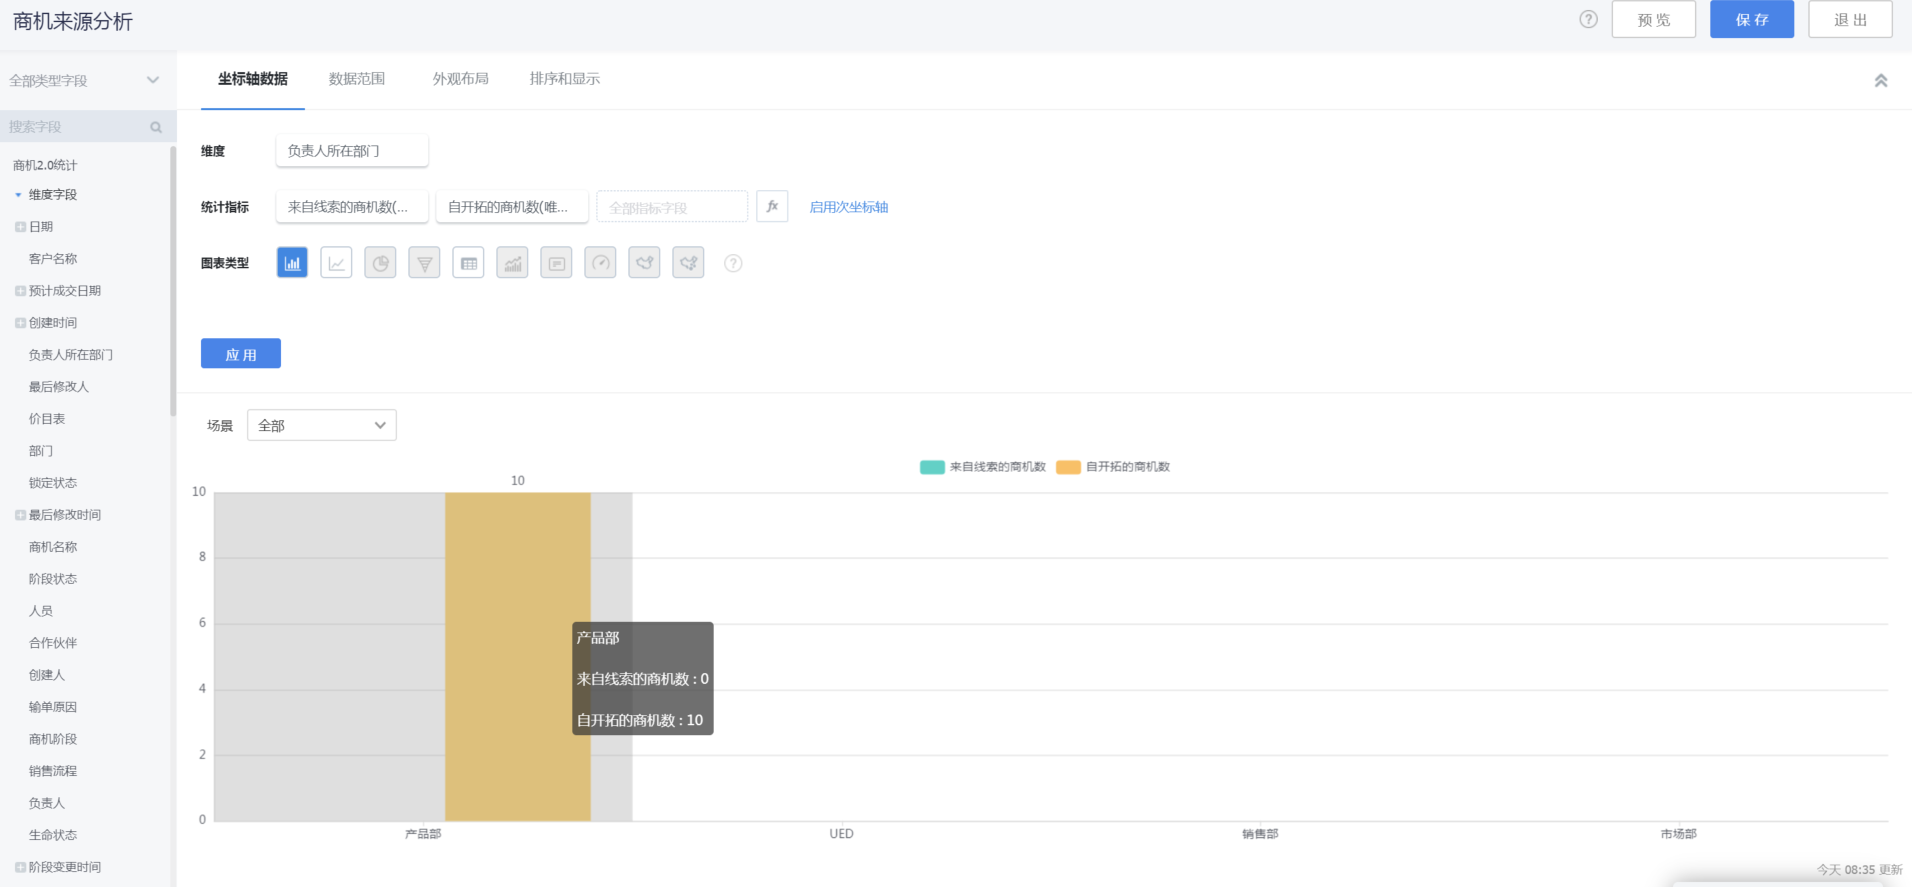 商机来源分析
?
预 览
保 存
退 出
全部类型字段
搜索字段
商机2.0统计
维度字段
日期
客户名称
预计成交日期
创建时间
负责人所在部门
最后修改人
价目表
部门
锁定状态
最后修改时间
商机名称
阶段状态
人员
合作伙伴
创建人
输单原因
商机阶段
销售流程
负责人
生命状态
阶段变更时间
坐标轴数据
数据范围
外观布局
排序和显示
维度
负责人所在部门
统计指标
来自线索的商机数(...
自开拓的商机数(唯...
全部指标字段
fx
启用次坐标轴
图表类型
?
应 用
场景
全部
来自线索的商机数
自开拓的商机数
10
10
8
6
4
2
0
产品部
来自线索的商机数 : 0
自开拓的商机数 : 10
产品部
UED
销售部
市场部
今天 08:35 更新